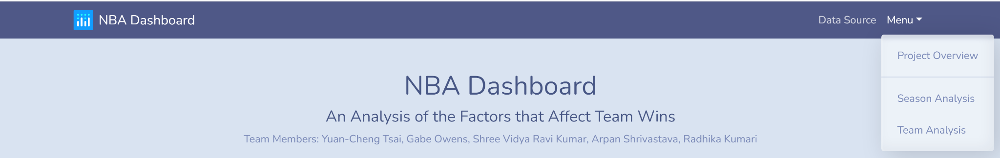 NBA Dashboard
Data Source
Menu
Project Overview
Season Analysis
Team Analysis
NBA Dashboard
An Analysis of the Factors that Affect Team Wins
Team Members: Yuan-Cheng Tsai, Gabe Owens, Shree Vidya Ravi Kumar, Arpan Shrivastava, Radhika Kumari